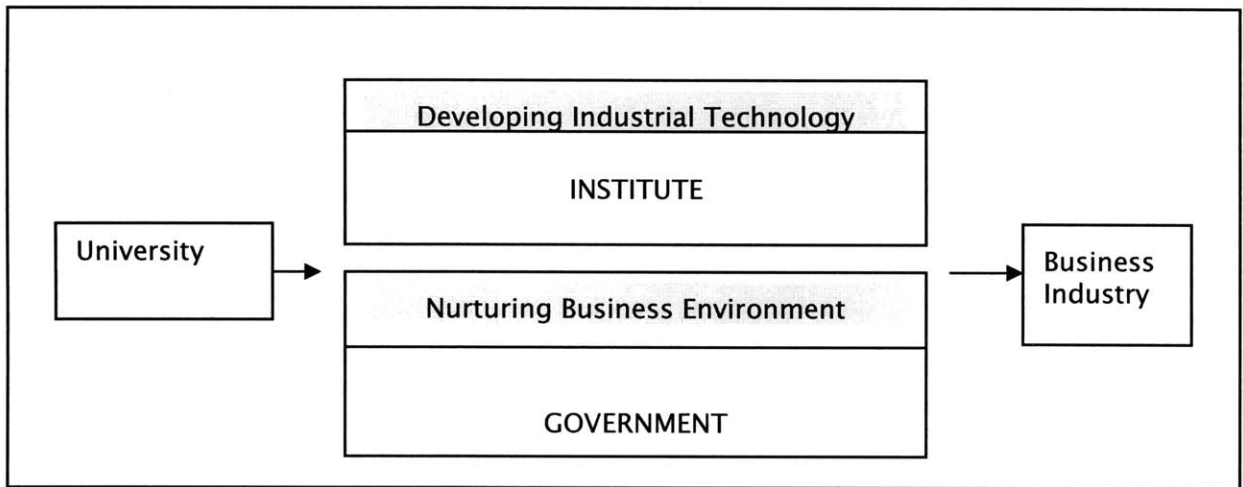 University
Developing Industrial Technology
INSTITUTE
Nurturing Business Environment
GOVERNMENT
Business
Industry